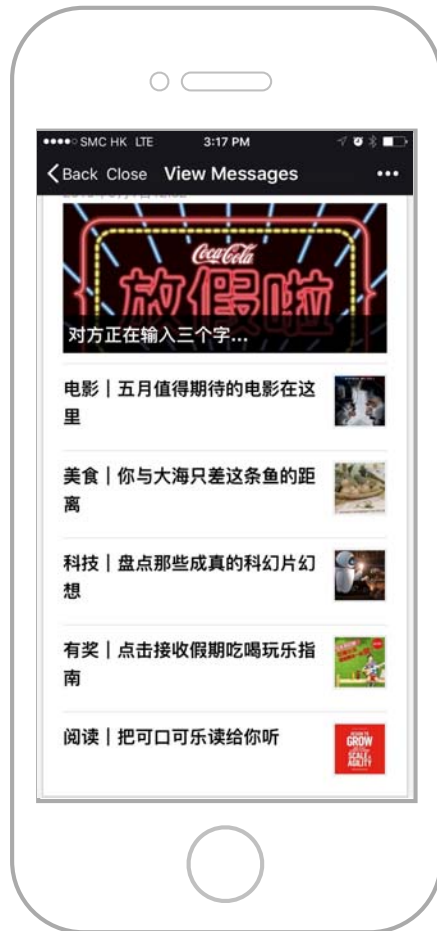 SMC HK LTE 3:17 PM
Back Close View Messages
Coca-Cola
放假啦
对方正在输入三个字...
电影｜五月值得期待的电影在这
里
美食｜你与大海只差这条鱼的距
离
科技｜盘点那些成真的科幻片幻
想
有奖｜点击接收假期吃喝玩乐指
南
阅读｜把可口可乐读给你听
GROW
SCALE &
AGILITY